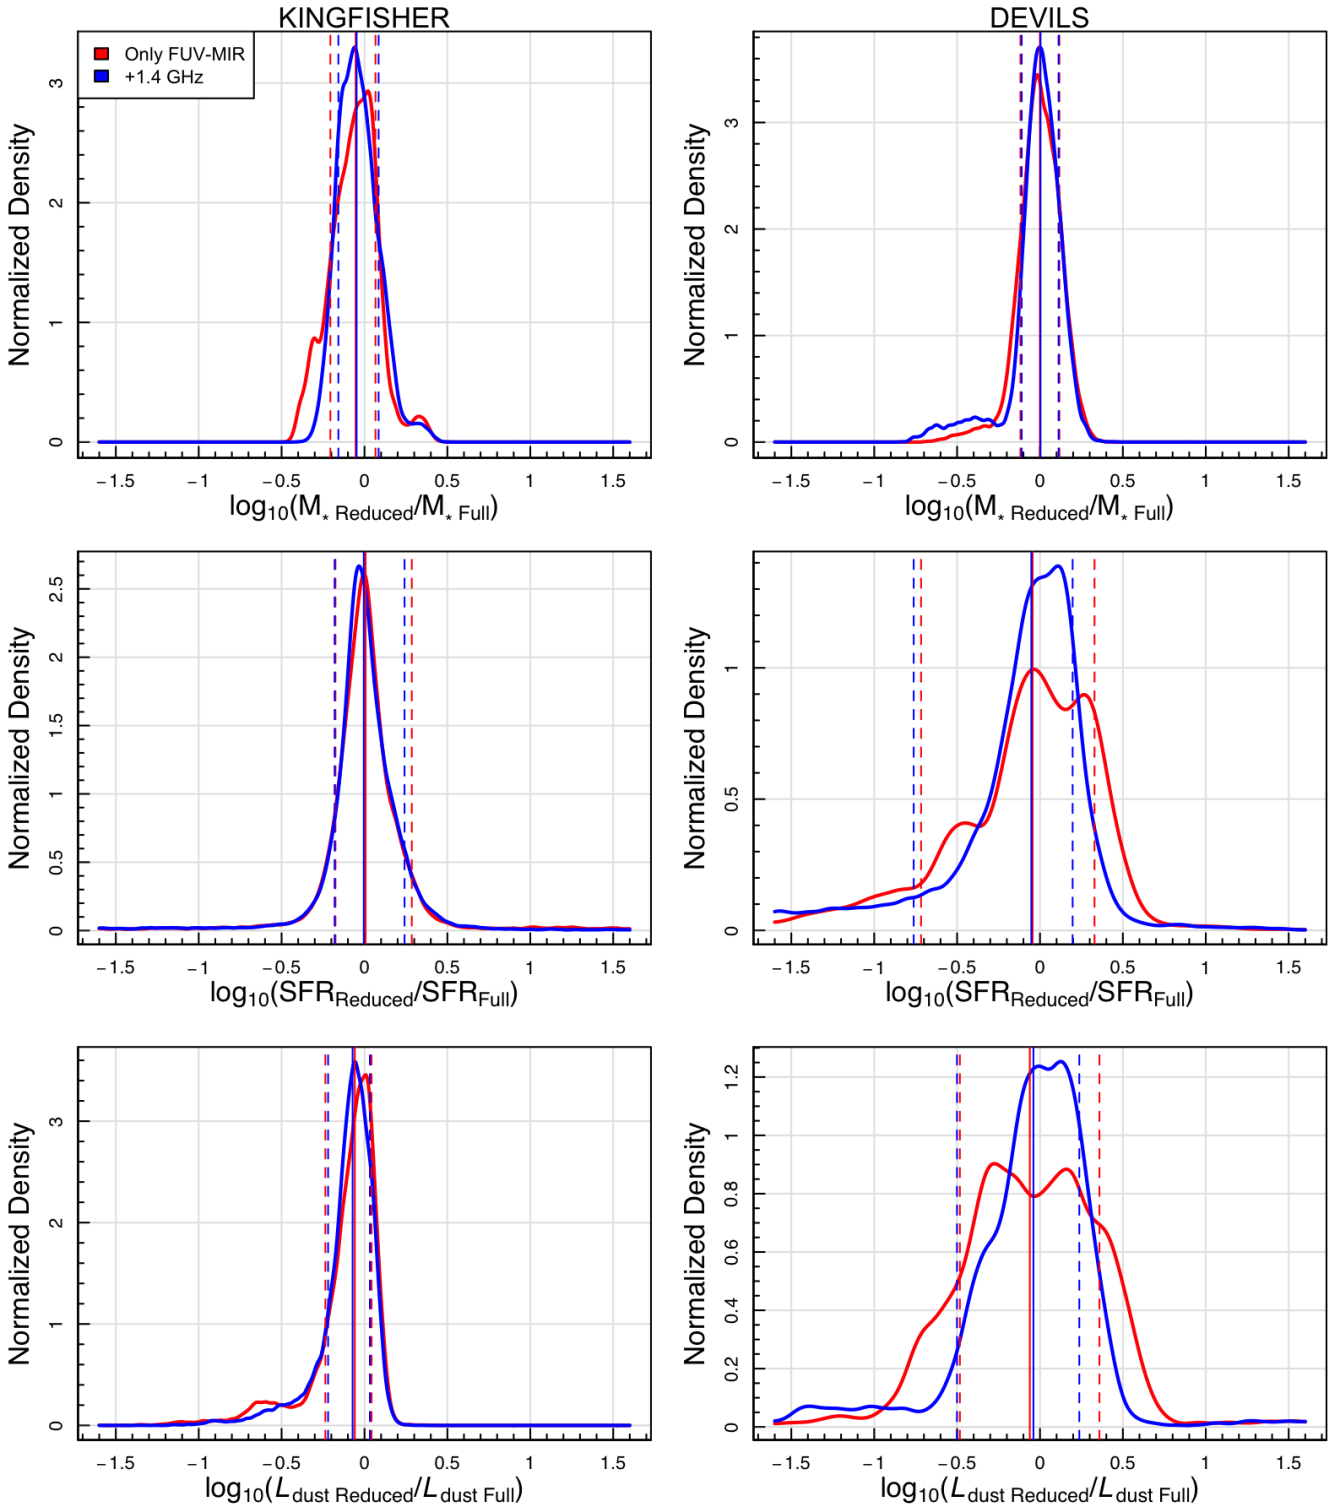 KINGFISHER
DEVILS
Only FUV-MIR
+1.4 GHz
Normalized Density
0 1 2 3
−1.5 −1 −0.5 0 0.5 1 1.5
log10(M* Reduced/M* Full)
Normalized Density
0 1 2 3
−1.5 −1 −0.5 0 0.5 1 1.5
log10(M* Reduced/M* Full)
Normalized Density
0 0.5 1 1.5 2 2.5
−1.5 −1 −0.5 0 0.5 1 1.5
log10(SFRReduced/SFRFull)
Normalized Density
0 0.5 1
−1.5 −1 −0.5 0 0.5 1 1.5
log10(SFRReduced/SFRFull)
Normalized Density
0 1 2 3
−1.5 −1 −0.5 0 0.5 1 1.5
log10(Ldust Reduced/Ldust Full)
Normalized Density
0 0.2 0.4 0.6 0.8 1 1.2
−1.5 −1 −0.5 0 0.5 1 1.5
log10(Ldust Reduced/Ldust Full)